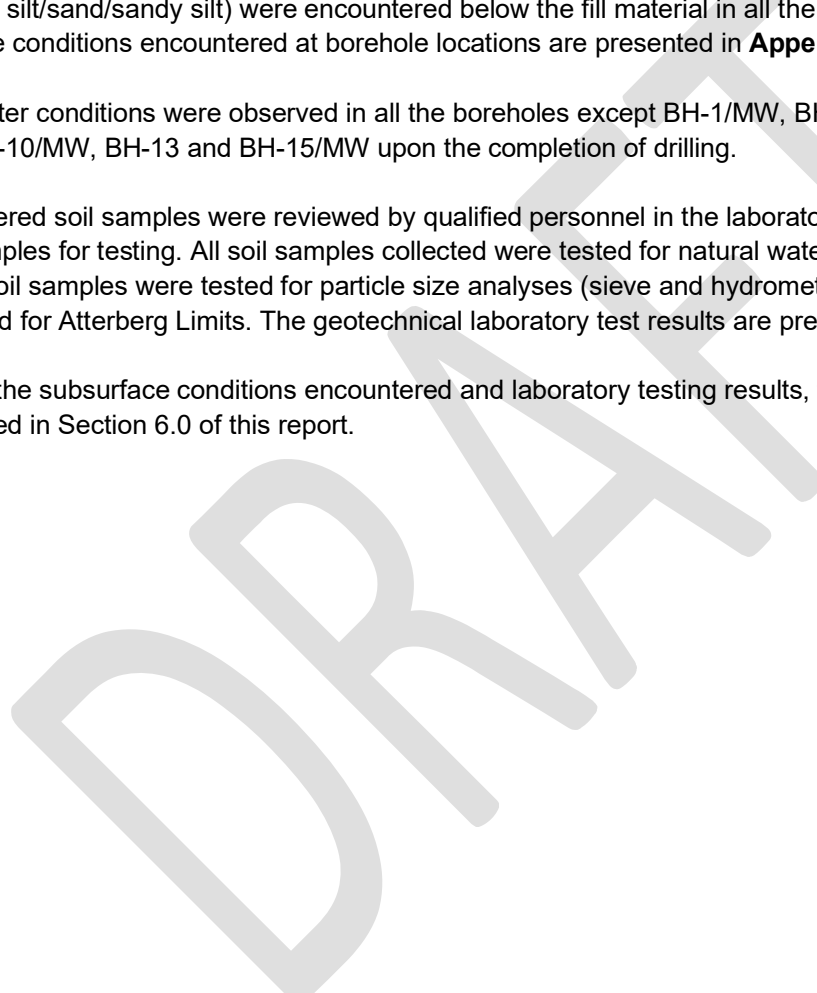 silt/sand/sandy silt) were encountered below the fill material in all the
conditions encountered at borehole locations are presented in Appe
ter conditions were observed in all the boreholes except BH-1/MW, BH
-10/MW, BH-13 and BH-15/MW upon the completion of drilling.
ered soil samples were reviewed by qualified personnel in the laborato
ples for testing. All soil samples collected were tested for natural wate
oil samples were tested for particle size analyses (sieve and hydromet
d for Atterberg Limits. The geotechnical laboratory test results are pre
the subsurface conditions encountered and laboratory testing results,
ed in Section 6.0 of this report.
DRAFT